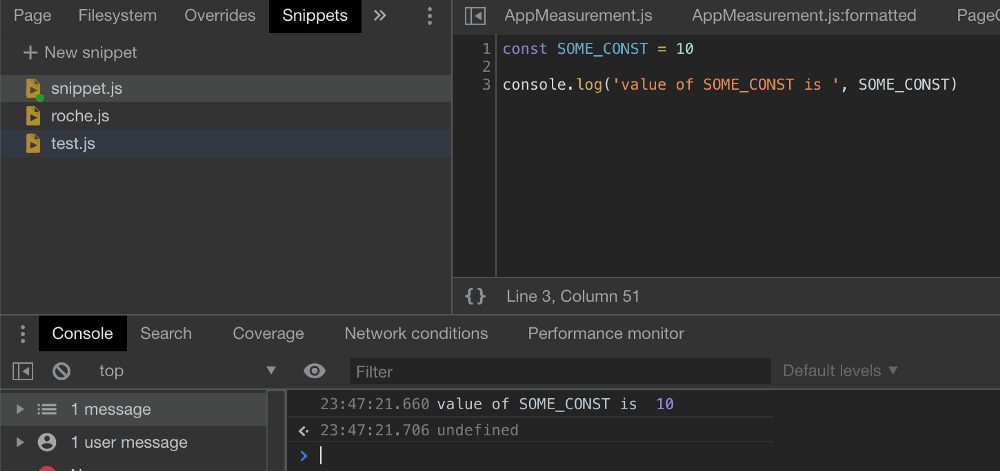 Page Filesystem Overrides Snippets »
+ New snippet
snippet.js
roche.js
test.js
AppMeasurement.js AppMeasurement.js:formatted
1 const SOME_CONST = 10
2
3 console.log('value of SOME_CONST is ', SOME_CONST)
{} Line 3, Column 51
Console Search Coverage Network conditions Performance monitor
top Filter Default levels ▼
1 message
1 user message
23:47:21.660 value of SOME_CONST is  10
23:47:21.706 undefined
>